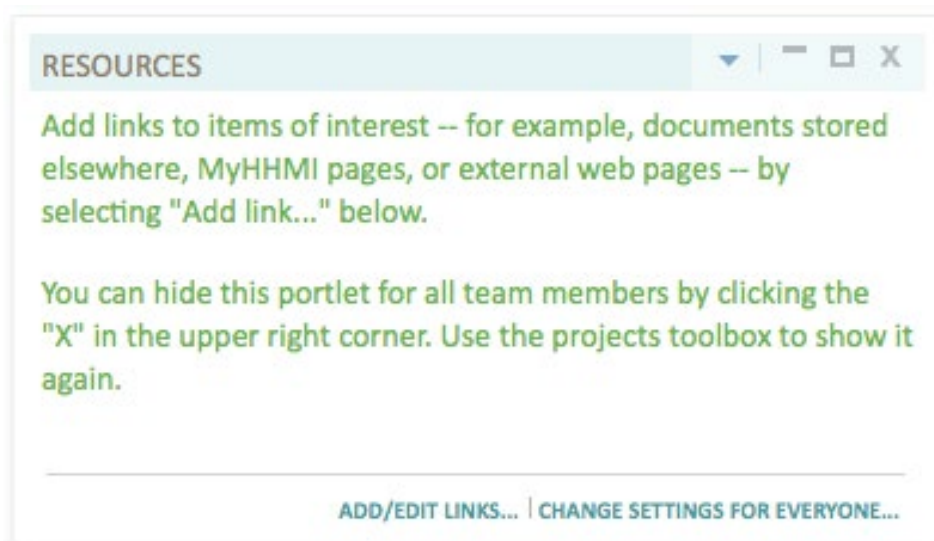 RESOURCES
X
Add links to items of interest -- for example, documents stored
elsewhere, MyHHMI pages, or external web pages -- by
selecting "Add link..." below.
You can hide this portlet for all team members by clicking the
"X" in the upper right corner. Use the projects toolbox to show it
again.
ADD/EDIT LINKS... | CHANGE SETTINGS FOR EVERYONE...